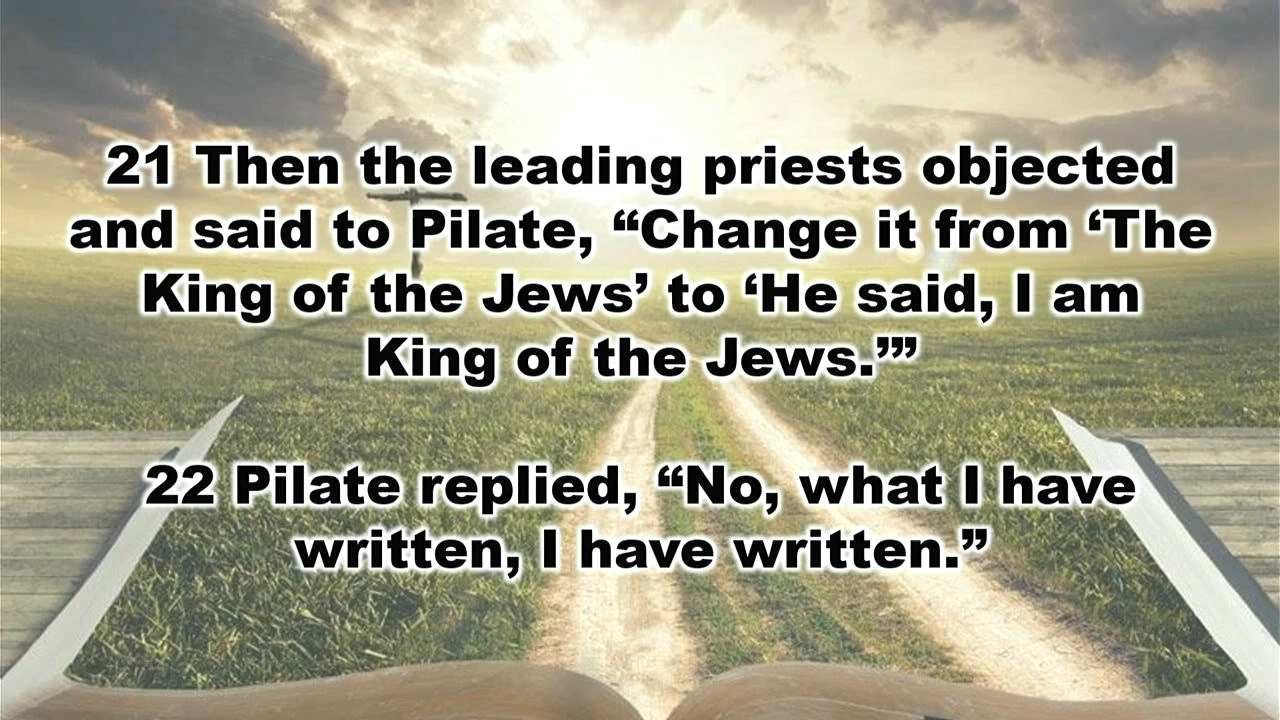 21 Then the leading priests objected
and said to Pilate, “Change it from ‘The
King of the Jews’ to ‘He said, I am
King of the Jews.’”
22 Pilate replied, “No, what I have
written, I have written.”